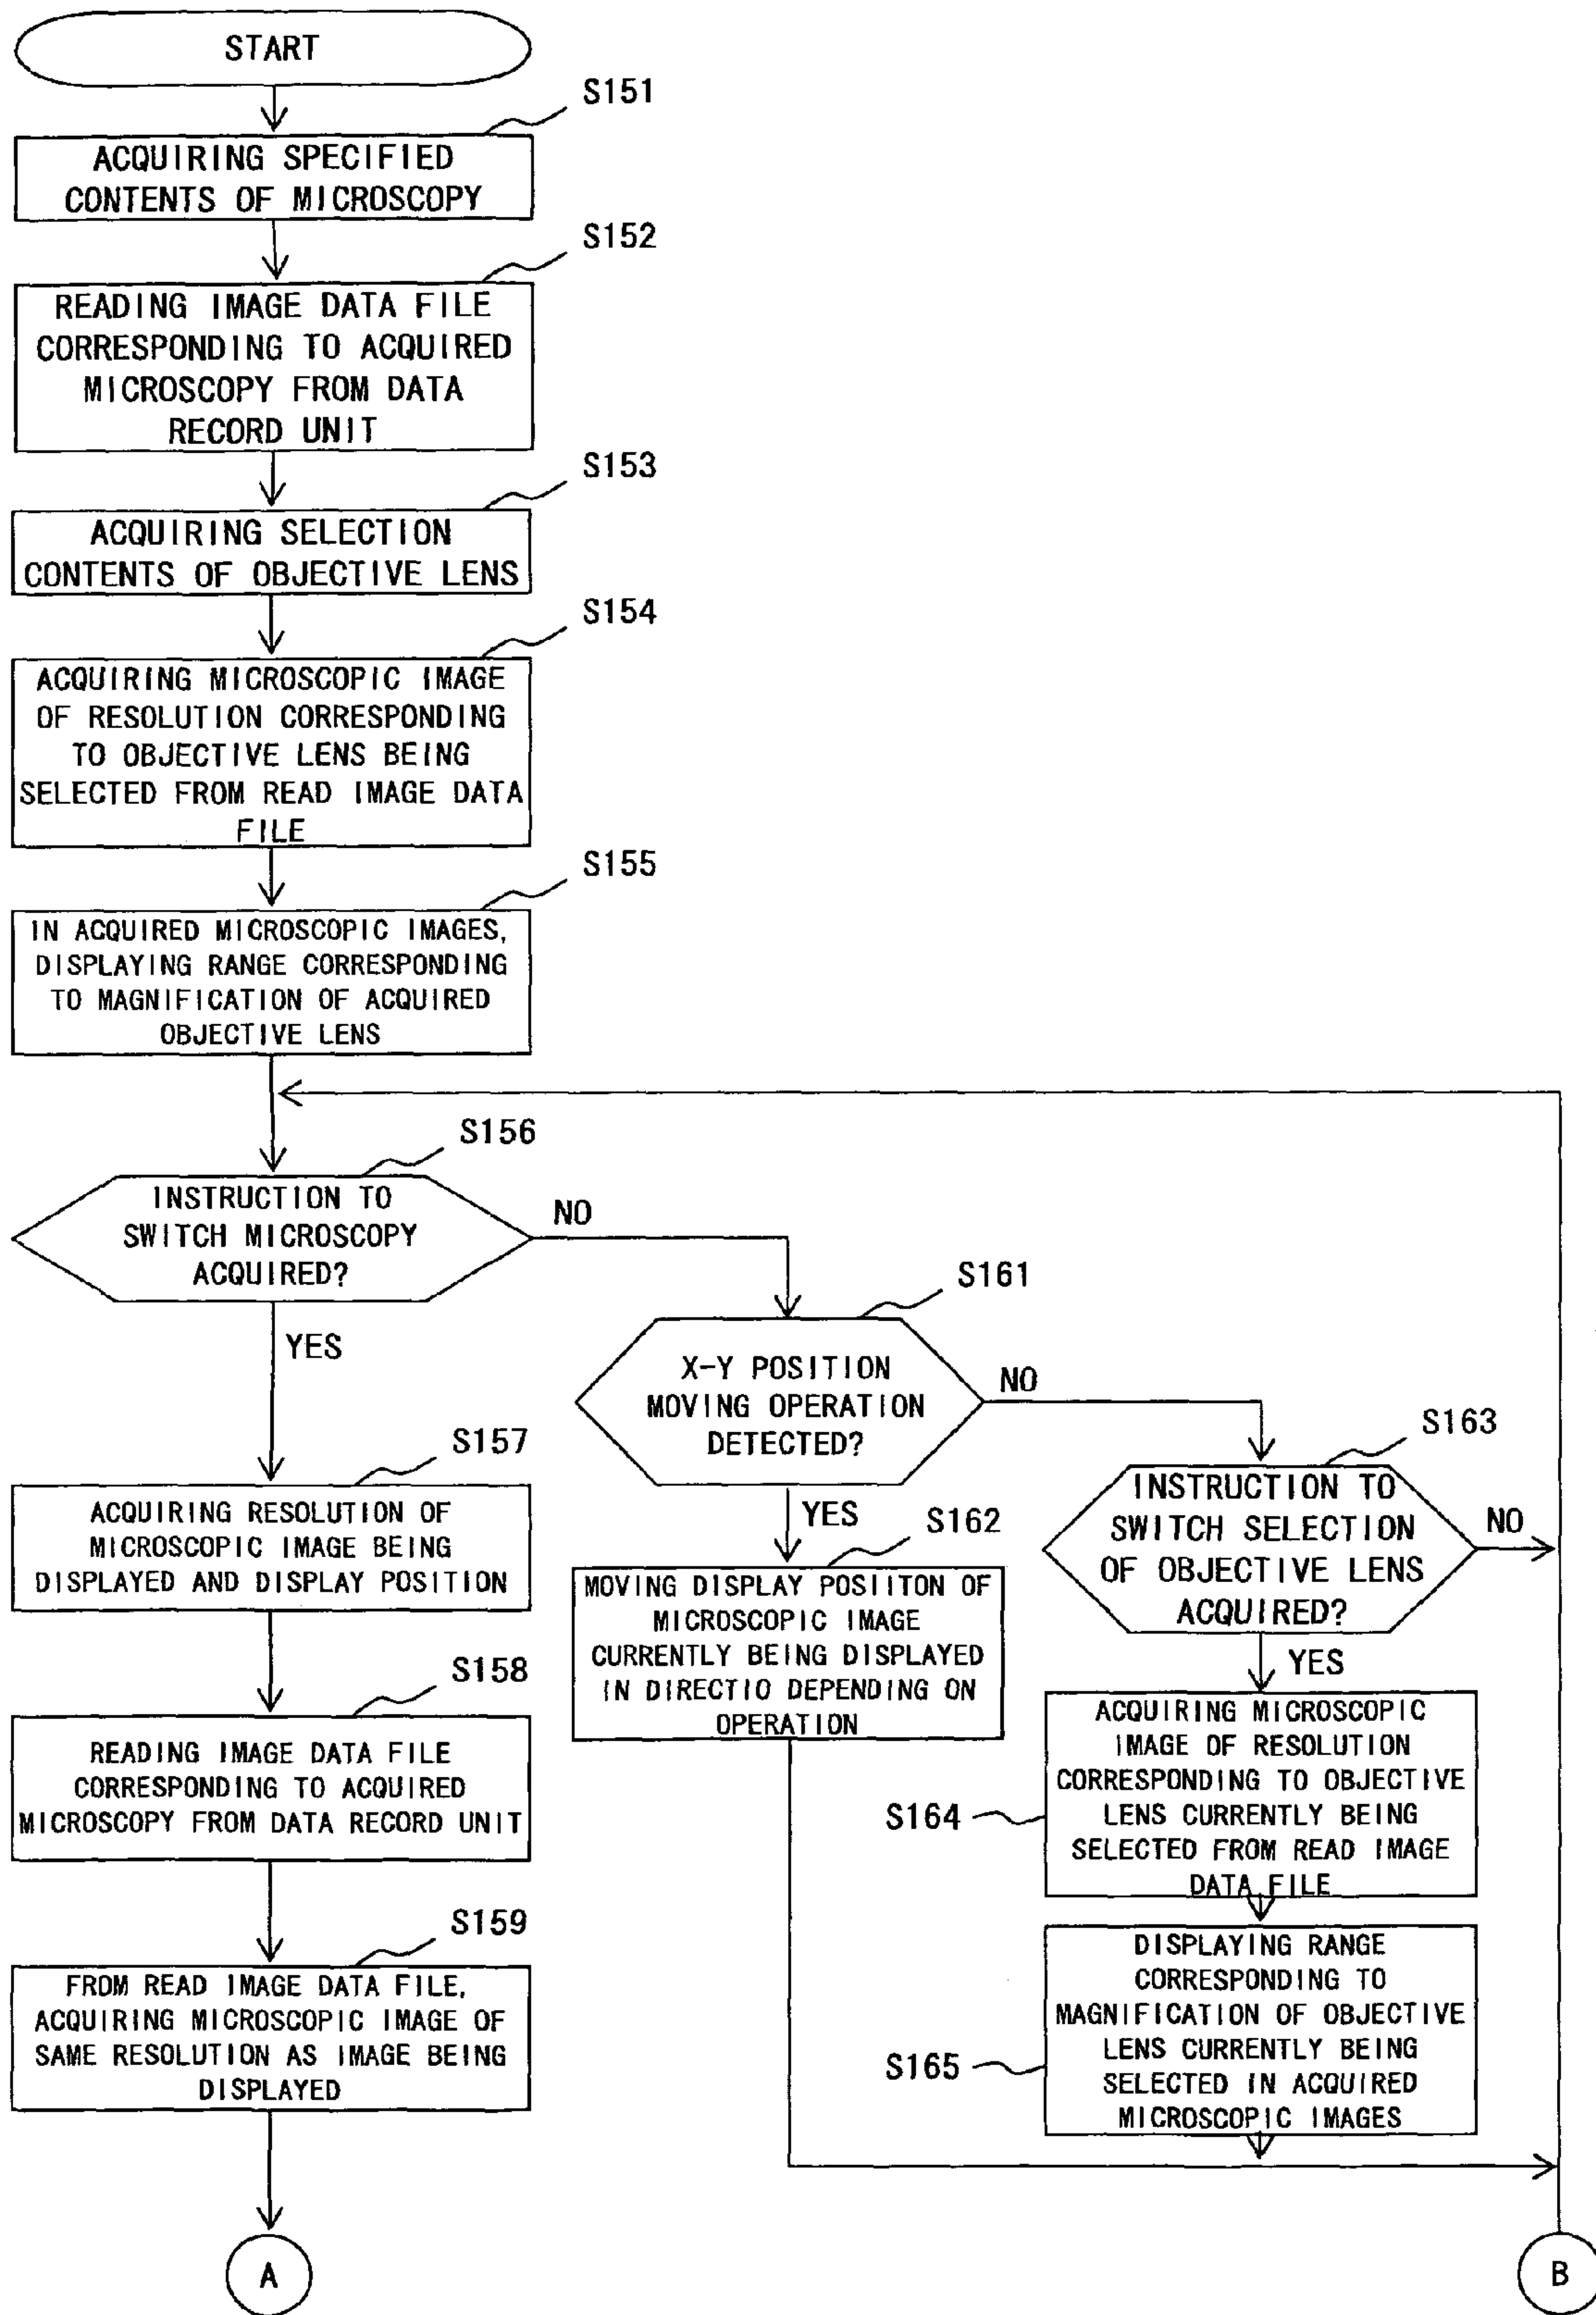 START
S151
ACQUIRING SPECIFIED
CONTENTS OF MICROSCOPY
S152
READING IMAGE DATA FILE
CORRESPONDING TO ACQUIRED
MICROSCOPY FROM DATA
RECORD UNIT
S153
ACQUIRING SELECTION
CONTENTS OF OBJECTIVE LENS
S154
ACQUIRING MICROSCOPIC IMAGE
OF RESOLUTION CORRESPONDING
TO OBJECTIVE LENS BEING
SELECTED FROM READ IMAGE DATA
FILE
S155
IN ACQUIRED MICROSCOPIC IMAGES,
DISPLAYING RANGE CORRESPONDING
TO MAGNIFICATION OF ACQUIRED
OBJECTIVE LENS
S156
INSTRUCTION TO
SWITCH MICROSCOPY
ACQUIRED?
NO
YES
S161
X-Y POSITION
MOVING OPERATION
DETECTED?
NO
YES
S162
MOVING DISPLAY POSIITON OF
MICROSCOPIC IMAGE
CURRENTLY BEING DISPLAYED
IN DIRECTIO DEPENDING ON
OPERATION
S163
INSTRUCTION TO
SWITCH SELECTION
OF OBJECTIVE LENS
ACQUIRED?
NO
YES
S164
ACQUIRING MICROSCOPIC
IMAGE OF RESOLUTION
CORRESPONDING TO OBJECTIVE
LENS CURRENTLY BEING
SELECTED FROM READ IMAGE
DATA FILE
S165
DISPLAYING RANGE
CORRESPONDING TO
MAGNIFICATION OF OBJECTIVE
LENS CURRENTLY BEING
SELECTED IN ACQUIRED
MICROSCOPIC IMAGES
S157
ACQUIRING RESOLUTION OF
MICROSCOPIC IMAGE BEING
DISPLAYED AND DISPLAY POSITION
S158
READING IMAGE DATA FILE
CORRESPONDING TO ACQUIRED
MICROSCOPY FROM DATA RECORD UNIT
S159
FROM READ IMAGE DATA FILE,
ACQUIRING MICROSCOPIC IMAGE OF
SAME RESOLUTION AS IMAGE BEING
DISPLAYED
A
B